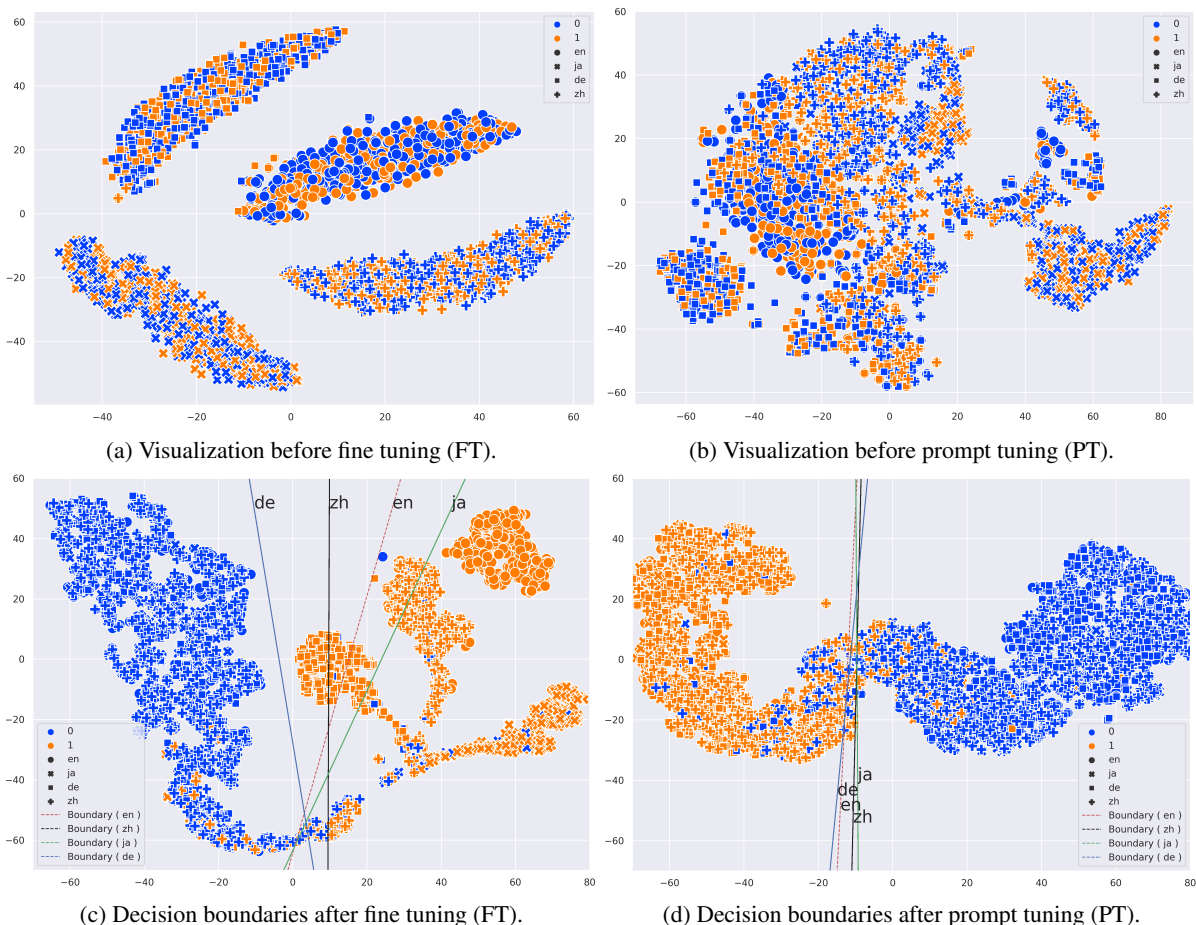 60
40
20
0
−20
−40
−40
−20
0
20
40
60
0
1
en
ja
de
zh
(a) Visualization before fine tuning (FT).
60
40
20
0
−20
−40
−60
−60
−40
−20
0
20
40
60
80
0
1
en
ja
de
zh
(b) Visualization before prompt tuning (PT).
60
40
20
0
−20
−40
−60
−60
−40
−20
0
20
40
60
80
de
zh
en
ja
0
1
en
ja
de
zh
Boundary ( en )
Boundary ( zh )
Boundary ( ja )
Boundary ( de )
(c) Decision boundaries after fine tuning (FT).
60
40
20
0
−20
−40
−60
−60
−40
−20
0
20
40
60
80
ja
de
en
zh
0
1
en
ja
de
zh
Boundary ( en )
Boundary ( zh )
Boundary ( ja )
Boundary ( de )
(d) Decision boundaries after prompt tuning (PT).